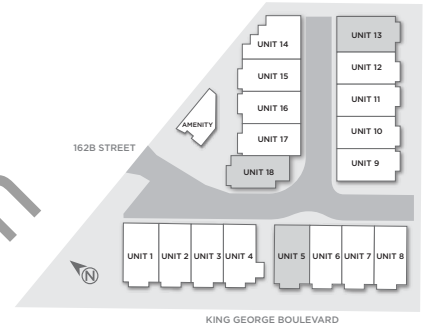 UNIT 13
UNIT 14
UNIT 12
UNIT 15
UNIT 11
UNIT 16
AMENITY
UNIT 10
UNIT 17
162B STREET
UNIT 9
UNIT 18
UNIT 1 UNIT 2 UNIT 3 UNIT 4 UNIT 5 UNIT 6 UNIT 7 UNIT 8
N
KING GEORGE BOULEVARD